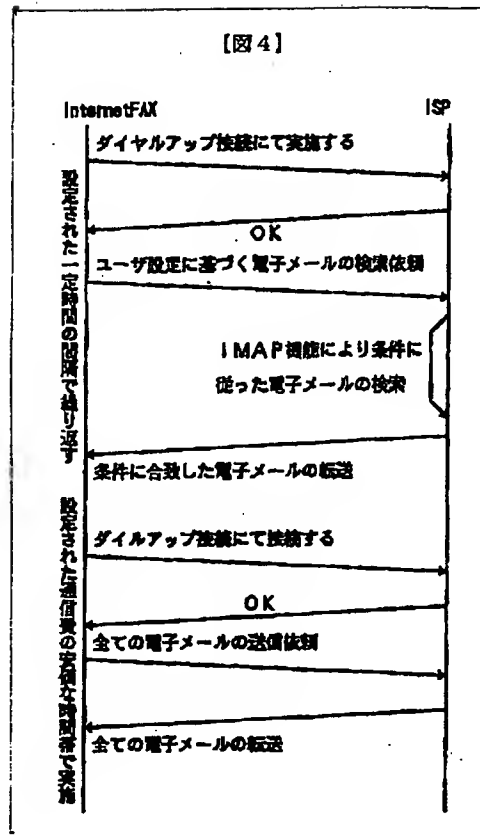 【図4】
InternetFAX
ISP
ダイヤルアップ接続にて実施する
OK
ユーザ設定に基づく電子メールの検索依頼
IMAP機能により条件に
従った電子メールの検索
条件に合致した電子メールの転送
設定された一定時間の間隔で繰り返す
ダイルアップ接続にて接続する
OK
全ての電子メールの送信依頼
全ての電子メールの転送
設定された通信費の安価な時間帯で実施